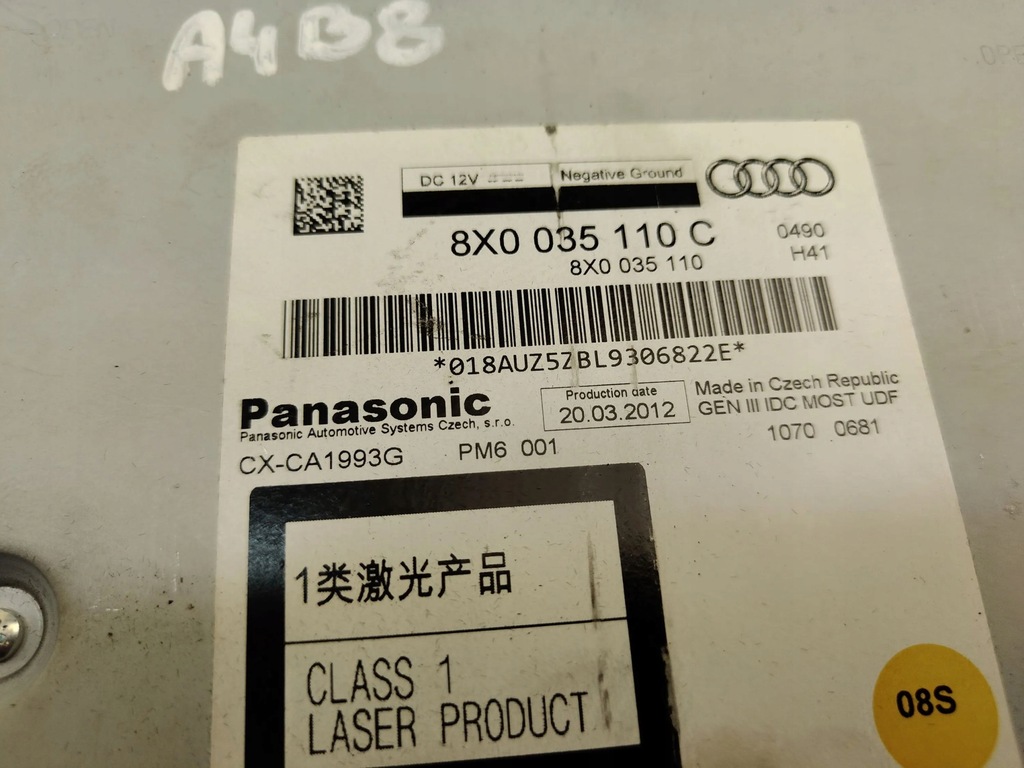 A4B8
DC 12V
Negative Ground
8X0 035 110 C
0490
8X0 035 110
H41
*018AUZ5ZBL9306822E*
Panasonic
Panasonic Automotive Systems Czech, s.r.o.
Production date
20.03.2012
Made in Czech Republic
GEN III IDC MOST UDF
CX-CA1993G
PM6 001
1070 0681
1类激光产品
CLASS 1
LASER PRODUCT
08S